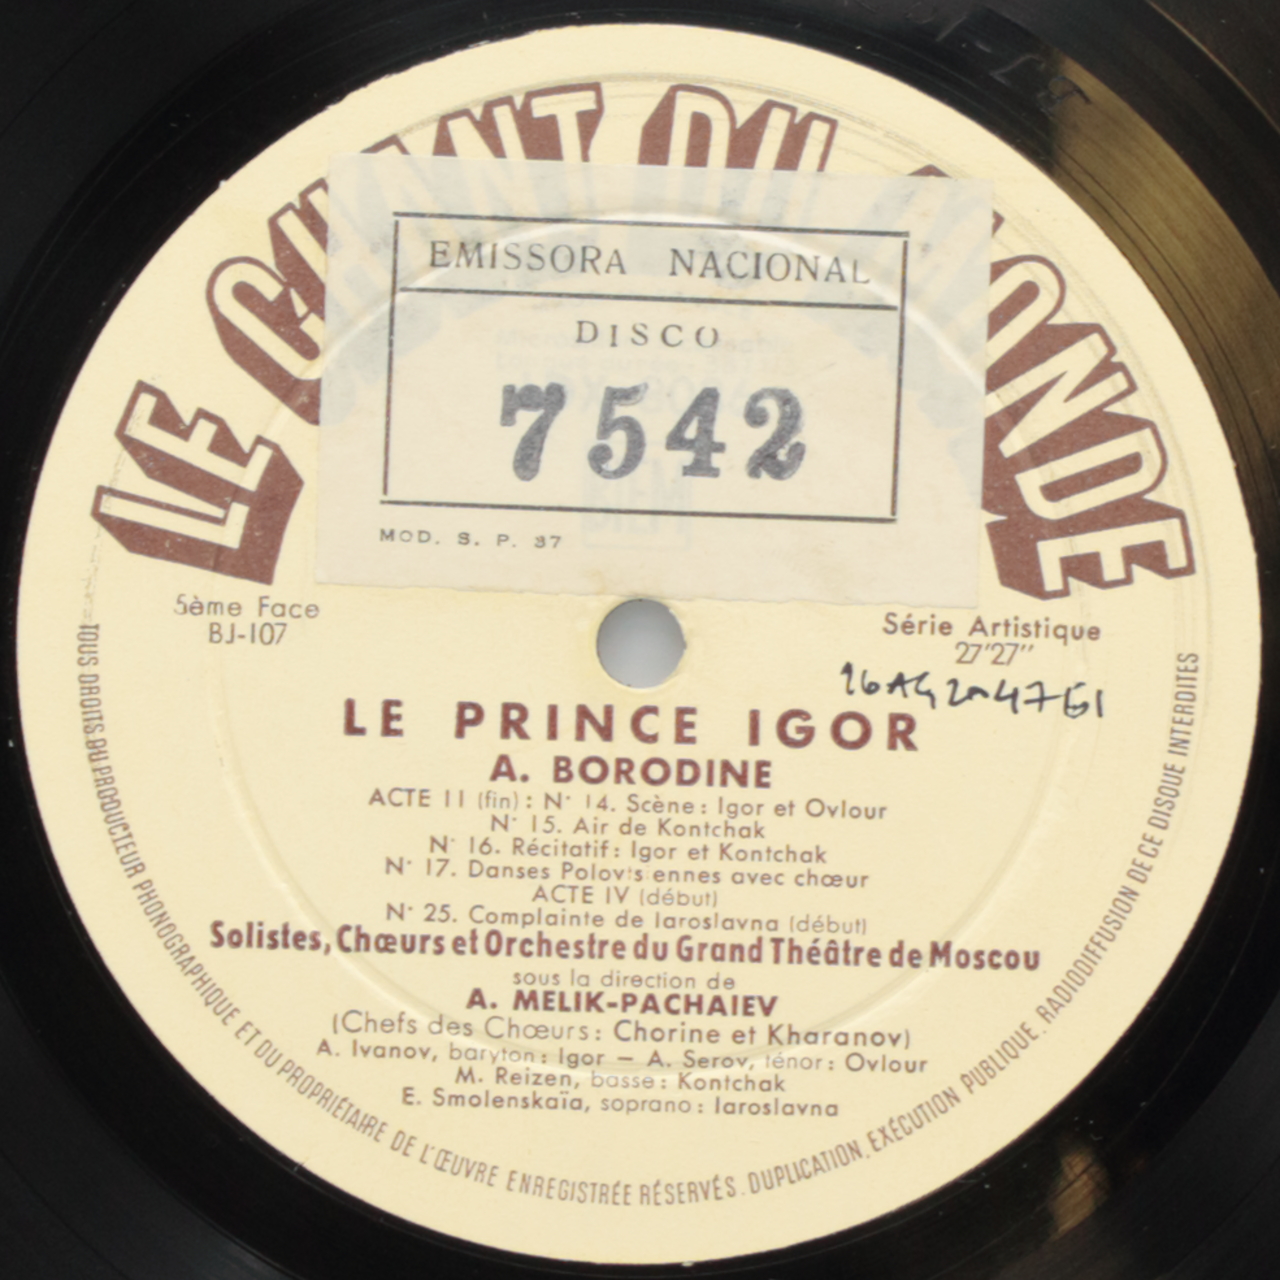 LE CHANT DU MONDE
EMISSORA NACIONAL
DISCO
7542
MOD. S. P. 37
5ème Face
BJ-107
Série Artistique
27'27''
LE PRINCE IGOR
A. BORODINE
ACTE II (fin) : N° 14. Scène : Igor et Ovlour
N° 15. Air de Kontchak
N° 16. Récitatif : Igor et Kontchak
N° 17. Danses Polovtsiennes avec chœur
ACTE IV (début)
N° 25. Complainte de Iaroslavna (début)
Solistes, Chœurs et Orchestre du Grand Théâtre de Moscou
sous la direction de
A. MELIK-PACHAIEV
(Chefs des Chœurs : Chorine et Kharanov)
A. Ivanov, baryton : Igor — A. Serov, ténor : Ovlour
M. Reizen, basse : Kontchak
E. Smolenskaïa, soprano : Iaroslavna
TOUS DROITS DU PRODUCTEUR PHONOGRAPHIQUE ET DU PROPRIÉTAIRE DE L'ŒUVRE ENREGISTRÉE RÉSERVÉS. DUPLICATION. EXÉCUTION PUBLIQUE. RADIODIFFUSION DE CE DISQUE INTERDITES